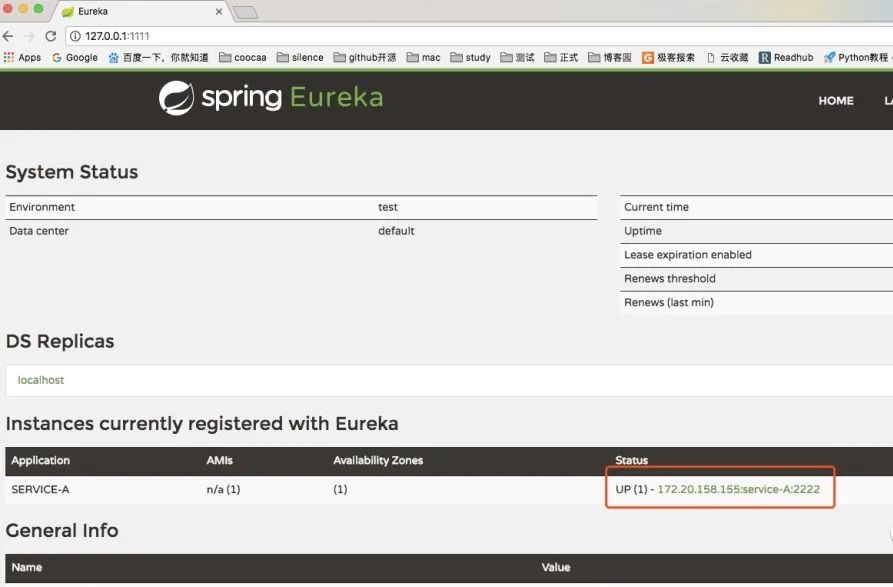 Eureka
127.0.0.1:1111
Apps Google 百度一下，你就知道 coocaa silence github开源 mac study 测试 正式 博客园 极客搜索 云收藏 Readhub Python教程
spring Eureka
HOME
System Status
Environment test
Data center default
Current time
Uptime
Lease expiration enabled
Renews threshold
Renews (last min)
DS Replicas
localhost
Instances currently registered with Eureka
Application AMIs Availability Zones Status
SERVICE-A n/a (1) (1) UP (1) - 172.20.158.155:service-A:2222
General Info
Name Value